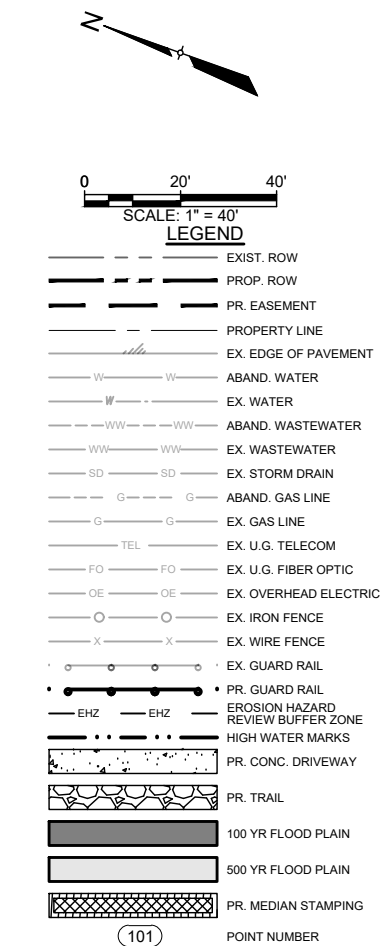 N
0 20' 40'
SCALE: 1" = 40'
LEGEND
EXIST. ROW
PROP. ROW
PR. EASEMENT
PROPERTY LINE
EX. EDGE OF PAVEMENT
W W ABAND. WATER
W EX. WATER
WW WW ABAND. WASTEWATER
WW WW EX. WASTEWATER
SD SD EX. STORM DRAIN
G G ABAND. GAS LINE
G G EX. GAS LINE
TEL EX. U.G. TELECOM
FO FO EX. U.G. FIBER OPTIC
OE OE EX. OVERHEAD ELECTRIC
EX. IRON FENCE
X X EX. WIRE FENCE
EX. GUARD RAIL
PR. GUARD RAIL
EHZ EHZ EROSION HAZARD
REVIEW BUFFER ZONE
HIGH WATER MARKS
PR. CONC. DRIVEWAY
PR. TRAIL
100 YR FLOOD PLAIN
500 YR FLOOD PLAIN
PR. MEDIAN STAMPING
101 POINT NUMBER